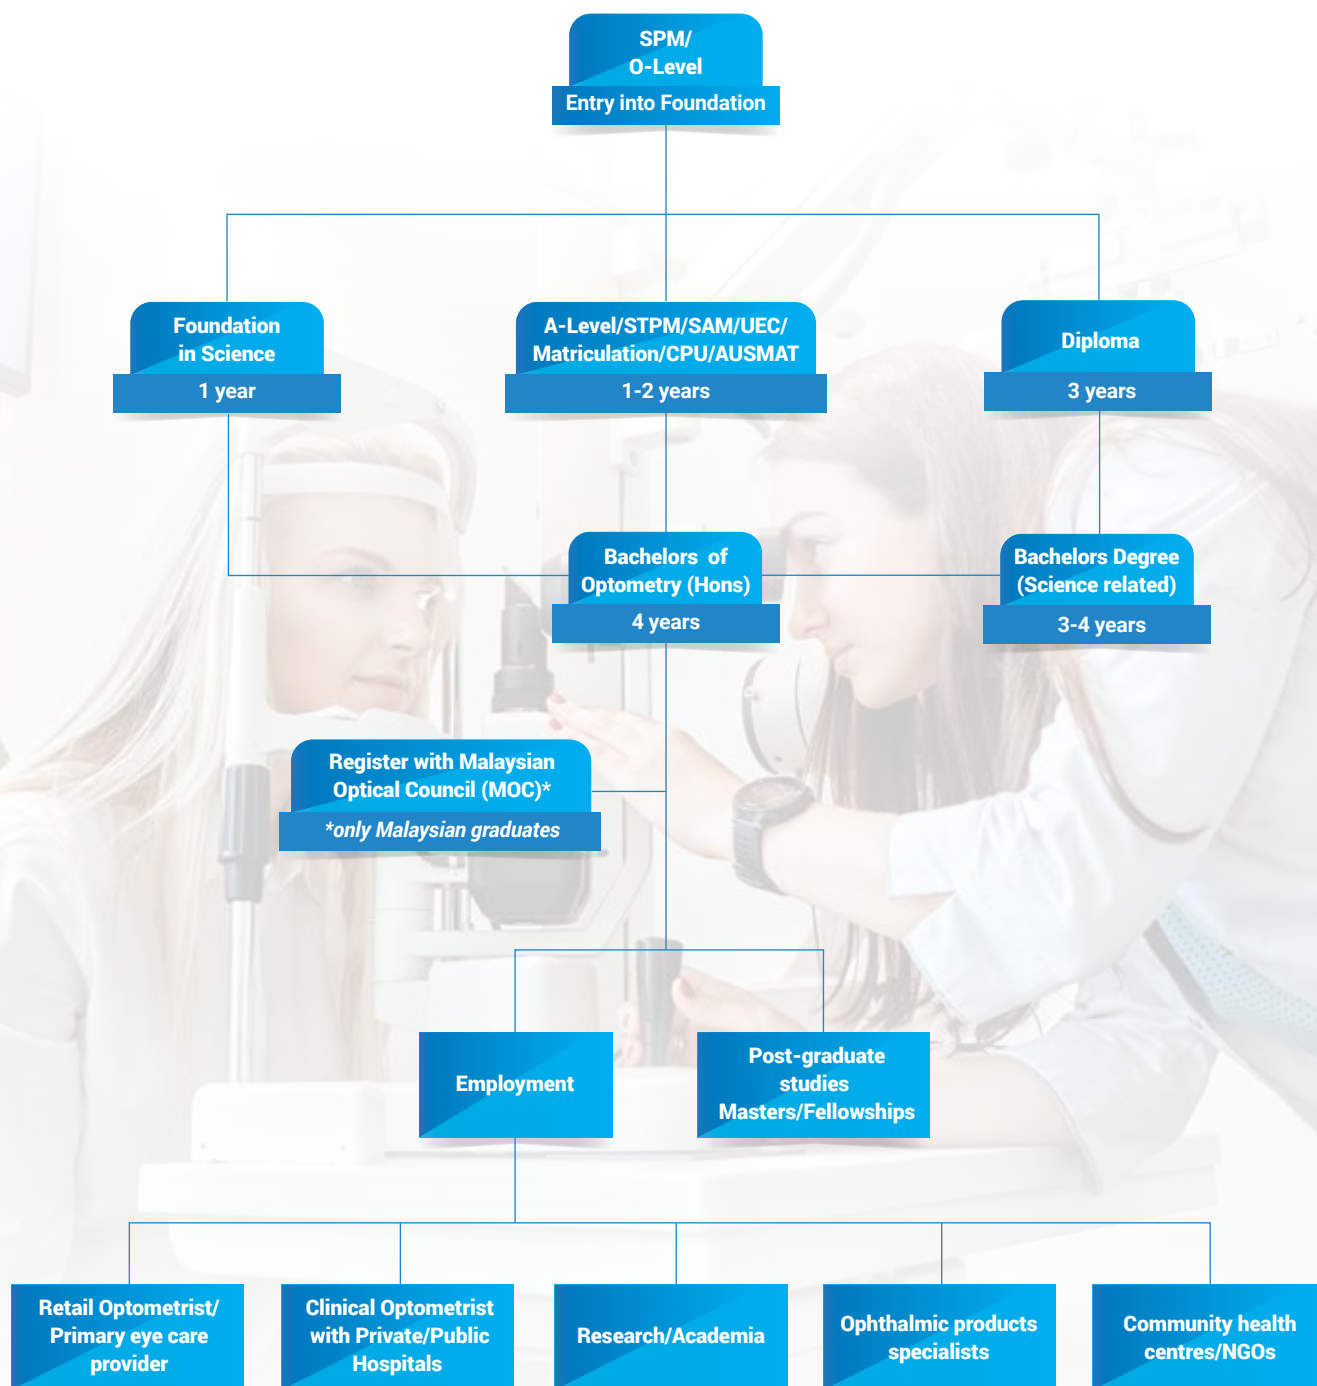 SPM/
O-Level
Entry into Foundation
Foundation
in Science
1 year
A-Level/STPM/SAM/UEC/
Matriculation/CPU/AUSMAT
1-2 years
Diploma
3 years
Bachelors of
Optometry (Hons)
4 years
Bachelors Degree
(Science related)
3-4 years
Register with Malaysian
Optical Council (MOC)*
*only Malaysian graduates
Employment
Post-graduate
studies
Masters/Fellowships
Retail Optometrist/
Primary eye care
provider
Clinical Optometrist
with Private/Public
Hospitals
Research/Academia
Ophthalmic products
specialists
Community health
centres/NGOs